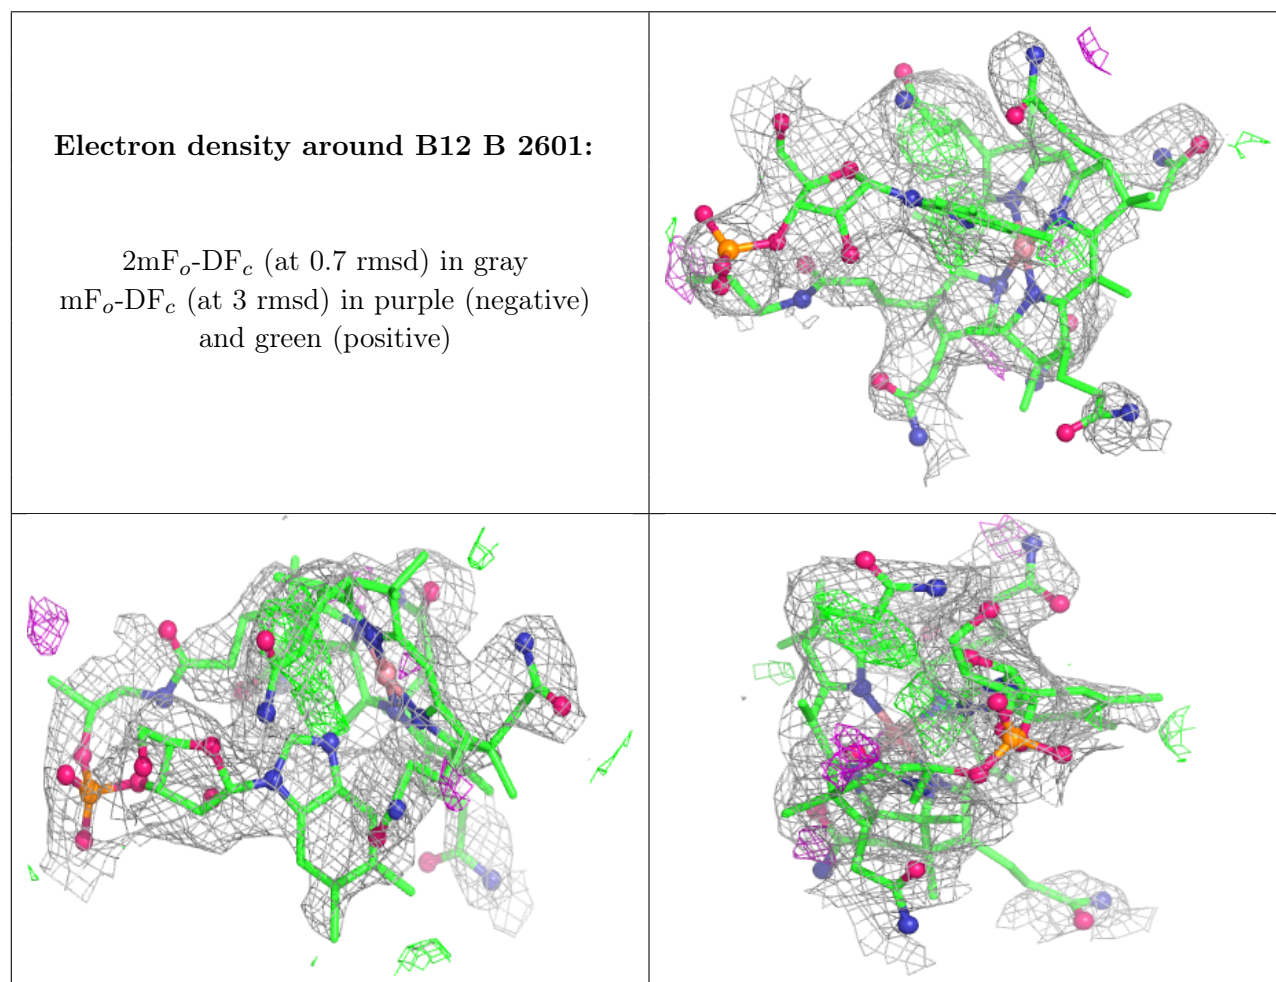 Electron density around B12 B 2601:
2mFo-DFc (at 0.7 rmsd) in gray
mFo-DFc (at 3 rmsd) in purple (negative)
and green (positive)